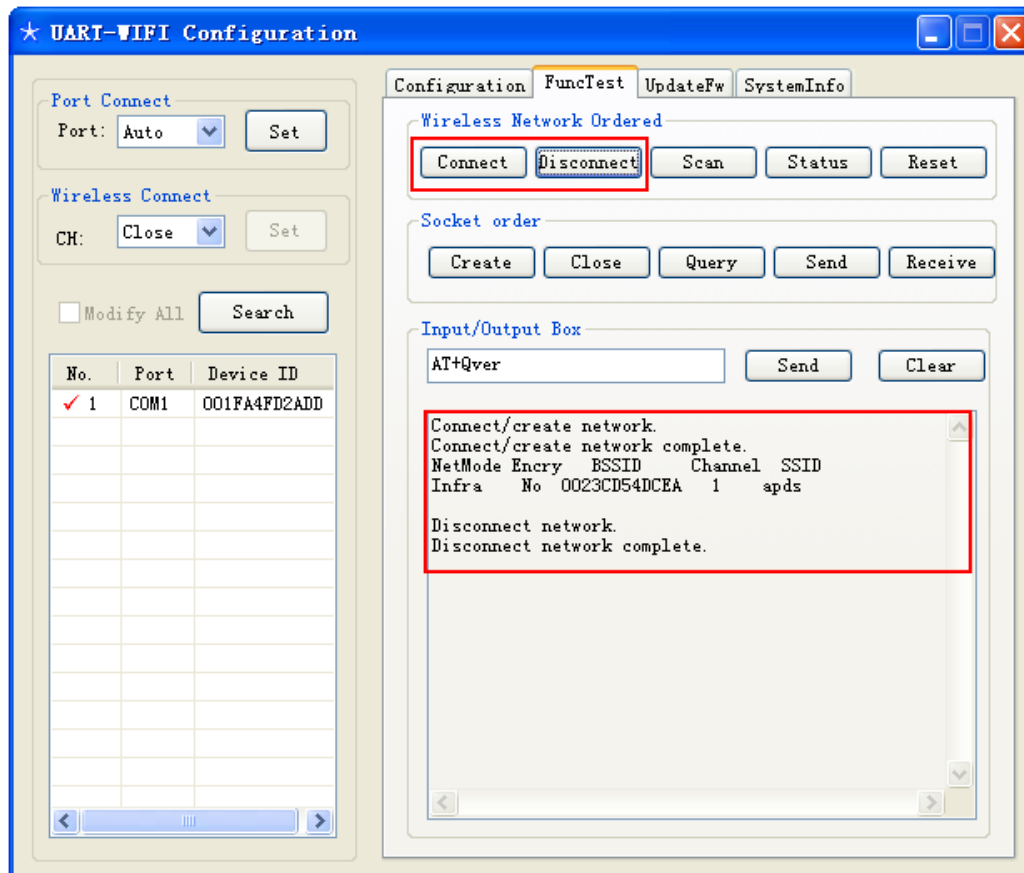 UART-WIFI Configuration
Port Connect
Port: Auto Set
Wireless Connect
CH: Close Set
Modify All Search
No. Port Device ID
1 COM1 001FA4FD2ADD
Configuration FuncTest UpdateFw SystemInfo
Wireless Network Ordered
Connect Disconnect Scan Status Reset
Socket order
Create Close Query Send Receive
Input/Output Box
AT+Qver Send Clear
Connect/create network.
Connect/create network complete.
NetMode Encry BSSID Channel SSID
Infra No 0023CD54DCEA 1 apds
Disconnect network.
Disconnect network complete.